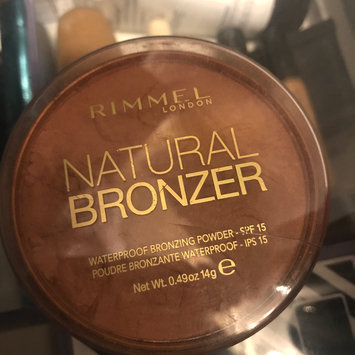 RIMMEL
LONDON
NATURAL
BRONZER
WATERPROOF BRONZING POWDER - SPF 15
POUDRE BRONZANTE WATERPROOF - IPS 15
Net Wt. 0.49oz 14g ℮